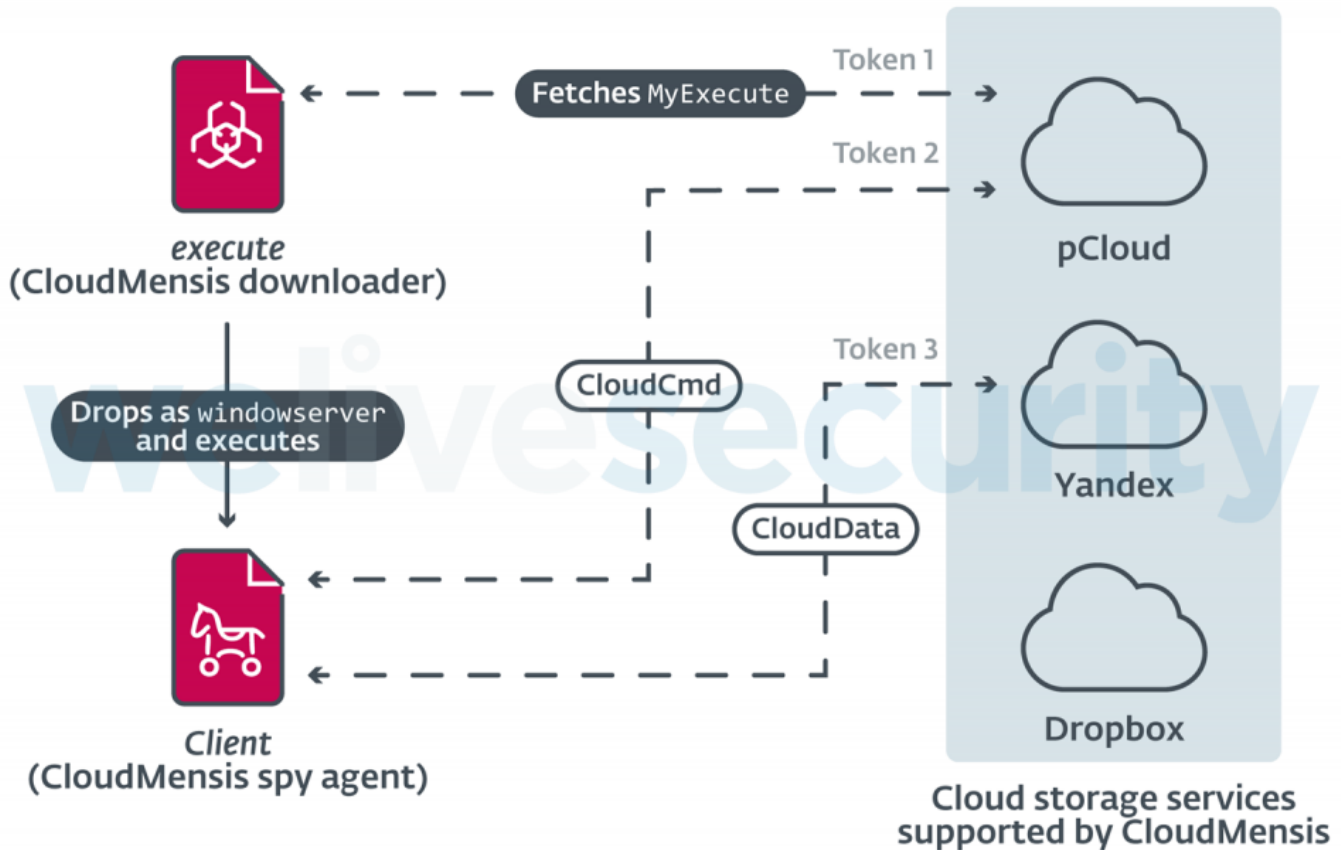 Token 1
Fetches MyExecute
Token 2
execute
(CloudMensis downloader)
pCloud
Token 3
CloudCmd
Drops as windowserver
and executes
Yandex
CloudData
welivesecurity
Client
(CloudMensis spy agent)
Dropbox
Cloud storage services
supported by CloudMensis